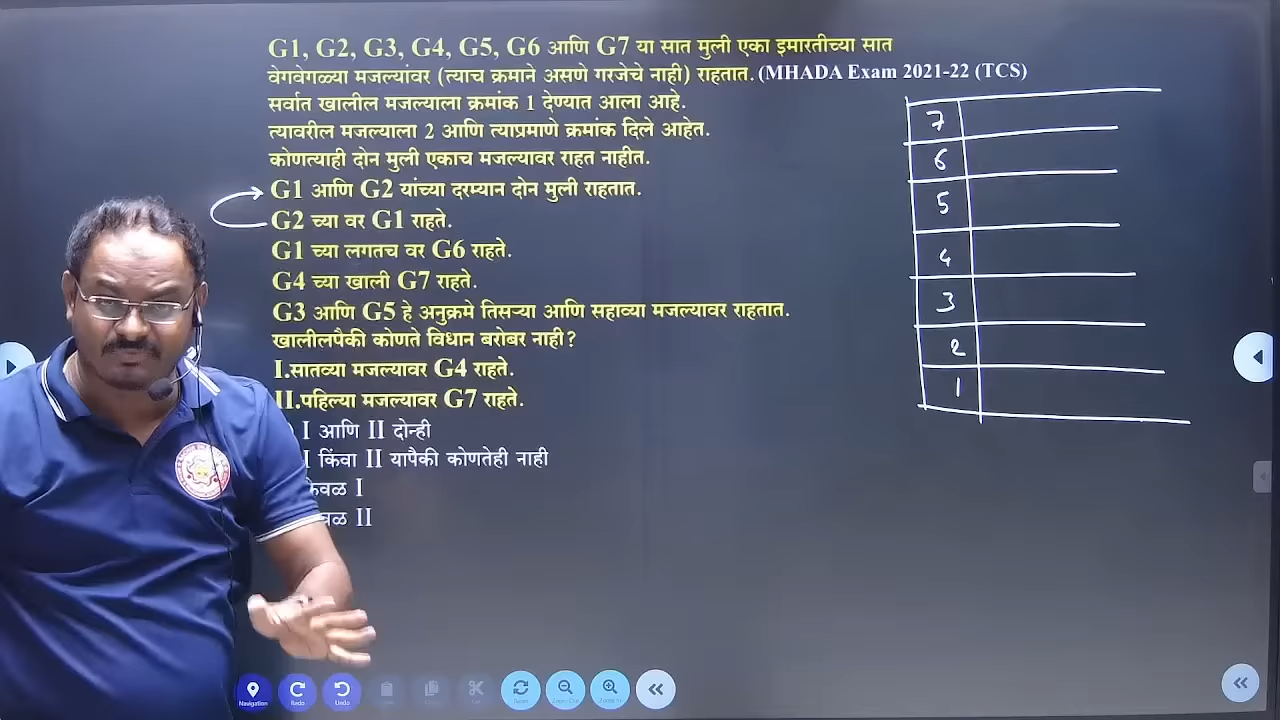 G1, G2, G3, G4, G5, G6 आणि G7 या सात मुली एका इमारतीच्या सात
वेगवेगळ्या मजल्यांवर (त्याच क्रमाने असणे गरजेचे नाही) राहतात. (MHADA Exam 2021-22 (TCS)
सर्वात खालील मजल्याला क्रमांक 1 देण्यात आला आहे.
त्यावरील मजल्याला 2 आणि त्याप्रमाणे क्रमांक दिले आहेत.
कोणत्याही दोन मुली एकाच मजल्यावर राहत नाहीत.
G1 आणि G2 यांच्या दरम्यान दोन मुली राहतात.
G2 च्या वर G1 राहते.
G1 च्या लगतच वर G6 राहते.
G4 च्या खाली G7 राहते.
G3 आणि G5 हे अनुक्रमे तिसऱ्या आणि सहाव्या मजल्यावर राहतात.
खालीलपैकी कोणते विधान बरोबर नाही?
I.सातव्या मजल्यावर G4 राहते.
II.पहिल्या मजल्यावर G7 राहते.
I आणि II दोन्ही
I किंवा II यापैकी कोणतेही नाही
केवळ I
II
7
6
5
4
3
2
1
Navigation
Redo
Undo